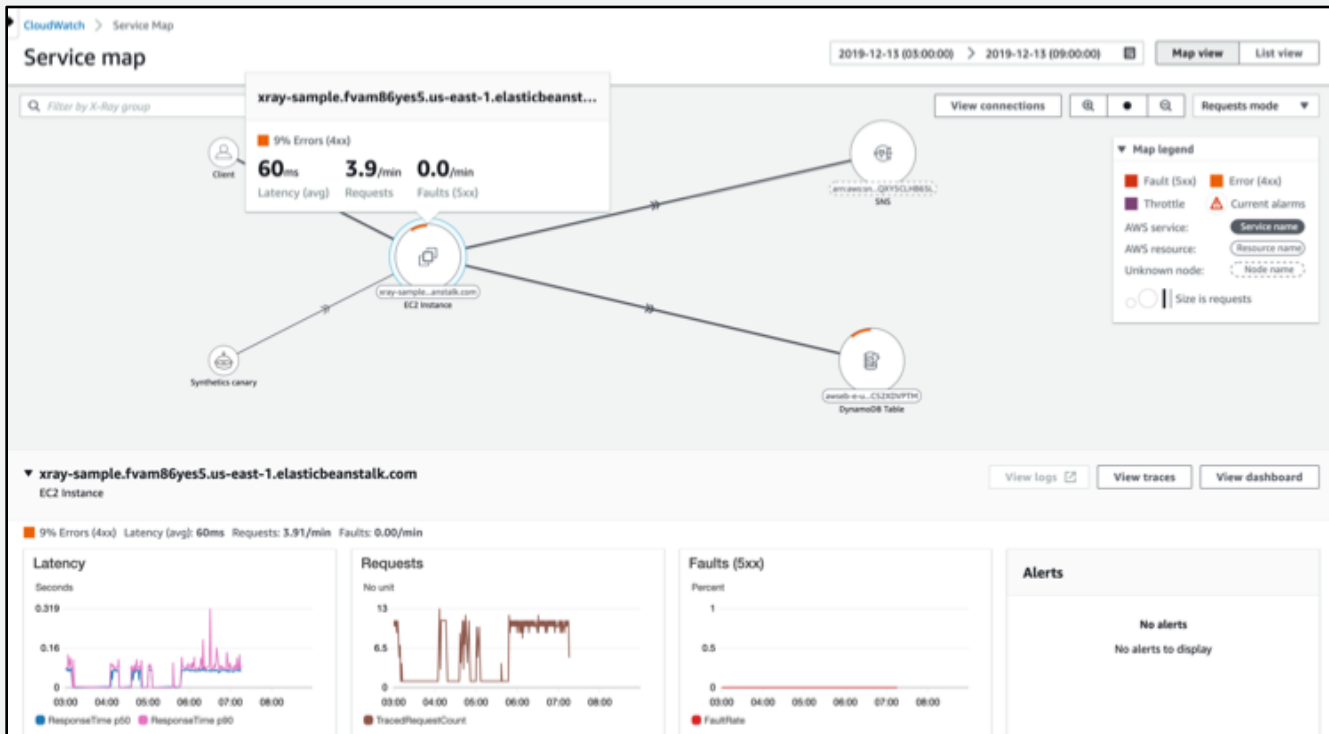 CloudWatch > Service Map
Service map
2019-12-13 (03:00:00) > 2019-12-13 (09:00:00)
Map view
List view
Filter by X-Ray group
xray-sample.fvam86yes5.us-east-1.elasticbeanst...
9% Errors (4xx)
60ms 3.9/min 0.0/min
Latency (avg) Requests Faults (5xx)
View connections
Requests mode
Map legend
Fault (5xx) Error (4xx)
Throttle Current alarms
AWS service: Service name
AWS resource: Resource name
Unknown node: Node name
Size is requests
Client
SNS
xray-sample...anstalk.com
EC2 Instance
Synthetics canary
DynamoDB Table
xray-sample.fvam86yes5.us-east-1.elasticbeanstalk.com
EC2 Instance
View logs
View traces
View dashboard
9% Errors (4xx) Latency (avg): 60ms Requests: 3.91/min Faults: 0.00/min
Latency
Seconds
0.319
0.16
0
03:00 04:00 05:00 06:00 07:00 08:00
ResponseTime p50 ResponseTime p90
Requests
No unit
13
6.5
0
03:00 04:00 05:00 06:00 07:00 08:00
TracedRequestCount
Faults (5xx)
Percent
1
0.5
0
03:00 04:00 05:00 06:00 07:00 08:00
FaultRate
Alerts
No alerts
No alerts to display